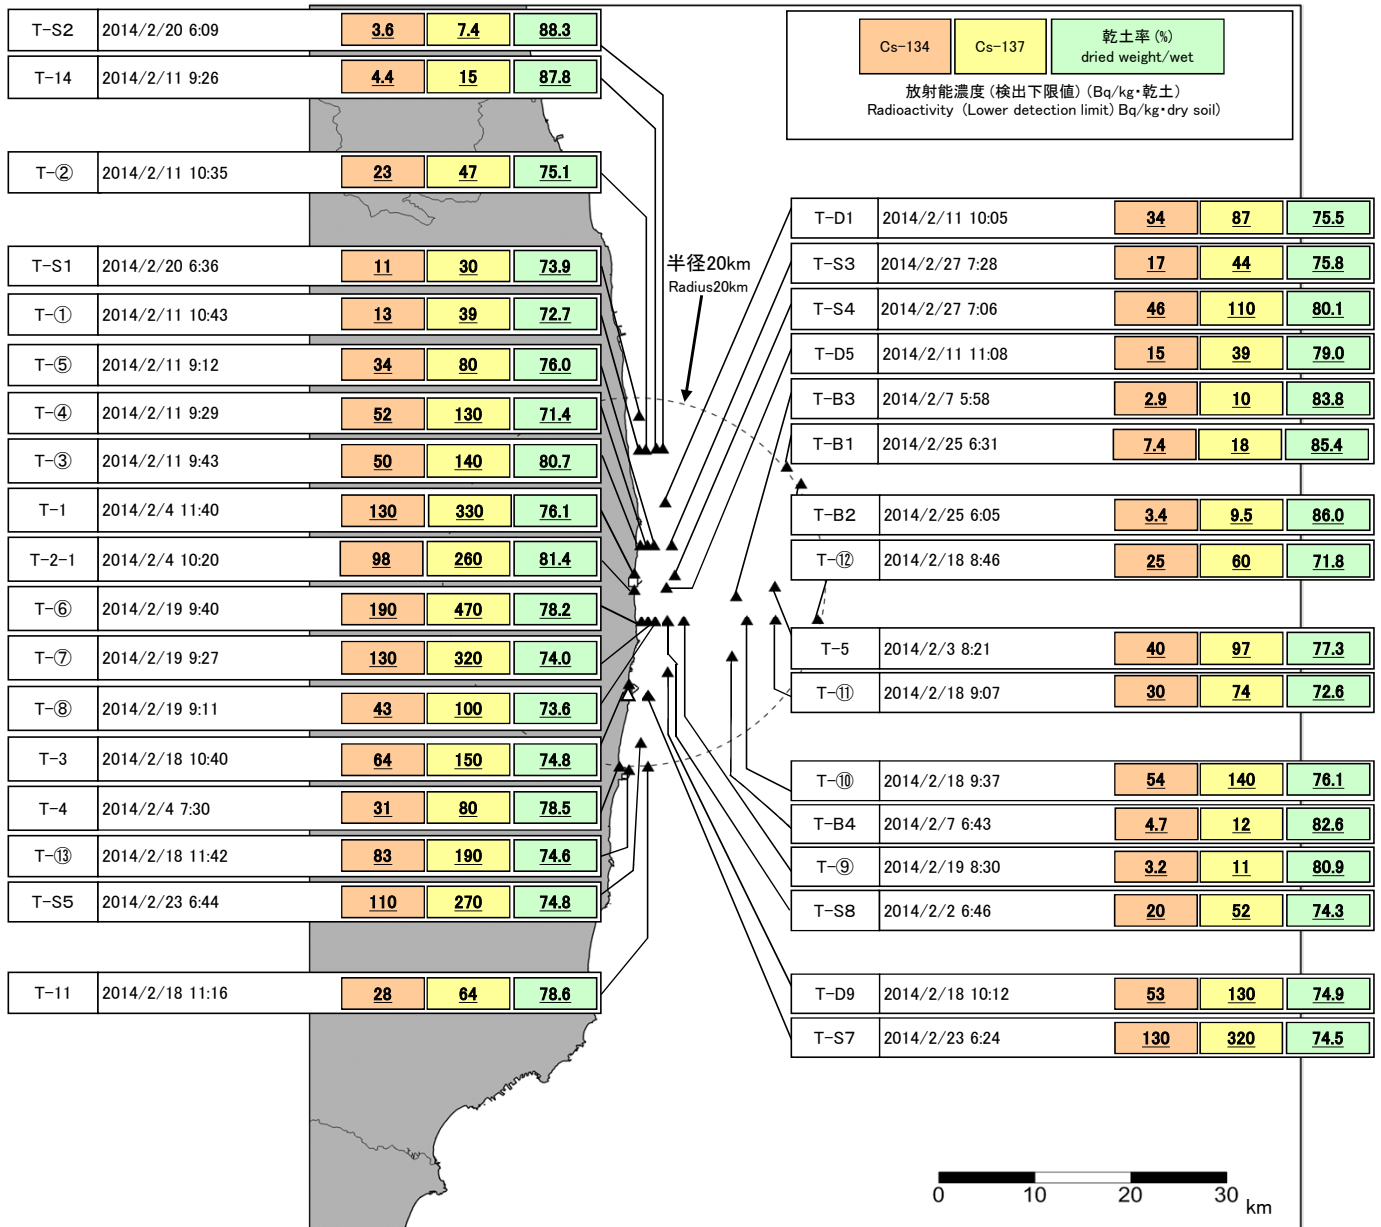 T-S2 2014/2/20 6:09 3.6 7.4 88.3
T-14 2014/2/11 9:26 4.4 15 87.8
T-② 2014/2/11 10:35 23 47 75.1
T-S1 2014/2/20 6:36 11 30 73.9
T-① 2014/2/11 10:43 13 39 72.7
T-⑤ 2014/2/11 9:12 34 80 76.0
T-④ 2014/2/11 9:29 52 130 71.4
T-③ 2014/2/11 9:43 50 140 80.7
T-1 2014/2/4 11:40 130 330 76.1
T-2-1 2014/2/4 10:20 98 260 81.4
T-⑥ 2014/2/19 9:40 190 470 78.2
T-⑦ 2014/2/19 9:27 130 320 74.0
T-⑧ 2014/2/19 9:11 43 100 73.6
T-3 2014/2/18 10:40 64 150 74.8
T-4 2014/2/4 7:30 31 80 78.5
T-⑬ 2014/2/18 11:42 83 190 74.6
T-S5 2014/2/23 6:44 110 270 74.8
T-11 2014/2/18 11:16 28 64 78.6
半径20km
Radius20km
Cs-134 Cs-137 乾土率(%)
dried weight/wet
放射能濃度(検出下限値)(Bq/kg・乾土)
Radioactivity (Lower detection limit) Bq/kg・dry soil)
T-D1 2014/2/11 10:05 34 87 75.5
T-S3 2014/2/27 7:28 17 44 75.8
T-S4 2014/2/27 7:06 46 110 80.1
T-D5 2014/2/11 11:08 15 39 79.0
T-B3 2014/2/7 5:58 2.9 10 83.8
T-B1 2014/2/25 6:31 7.4 18 85.4
T-B2 2014/2/25 6:05 3.4 9.5 86.0
T-⑫ 2014/2/18 8:46 25 60 71.8
T-5 2014/2/3 8:21 40 97 77.3
T-⑪ 2014/2/18 9:07 30 74 72.6
T-⑩ 2014/2/18 9:37 54 140 76.1
T-B4 2014/2/7 6:43 4.7 12 82.6
T-⑨ 2014/2/19 8:30 3.2 11 80.9
T-S8 2014/2/2 6:46 20 52 74.3
T-D9 2014/2/18 10:12 53 130 74.9
T-S7 2014/2/23 6:24 130 320 74.5
0 10 20 30 km